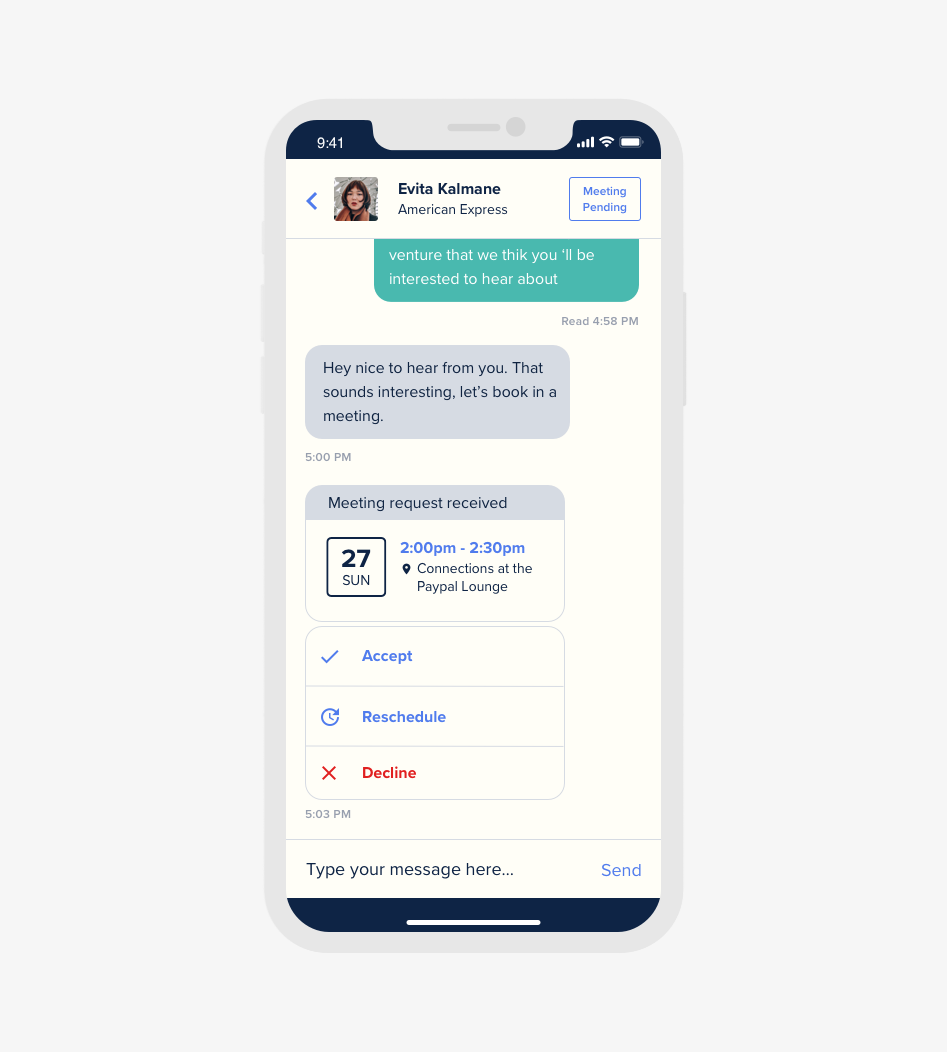 9:41
Evita Kalmane
American Express
Meeting
Pending
venture that we thik you ‘ll be
interested to hear about
Read 4:58 PM
Hey nice to hear from you. That
sounds interesting, let’s book in a
meeting.
5:00 PM
Meeting request received
27
SUN
2:00pm - 2:30pm
Connections at the
Paypal Lounge
Accept
Reschedule
Decline
5:03 PM
Type your message here...
Send